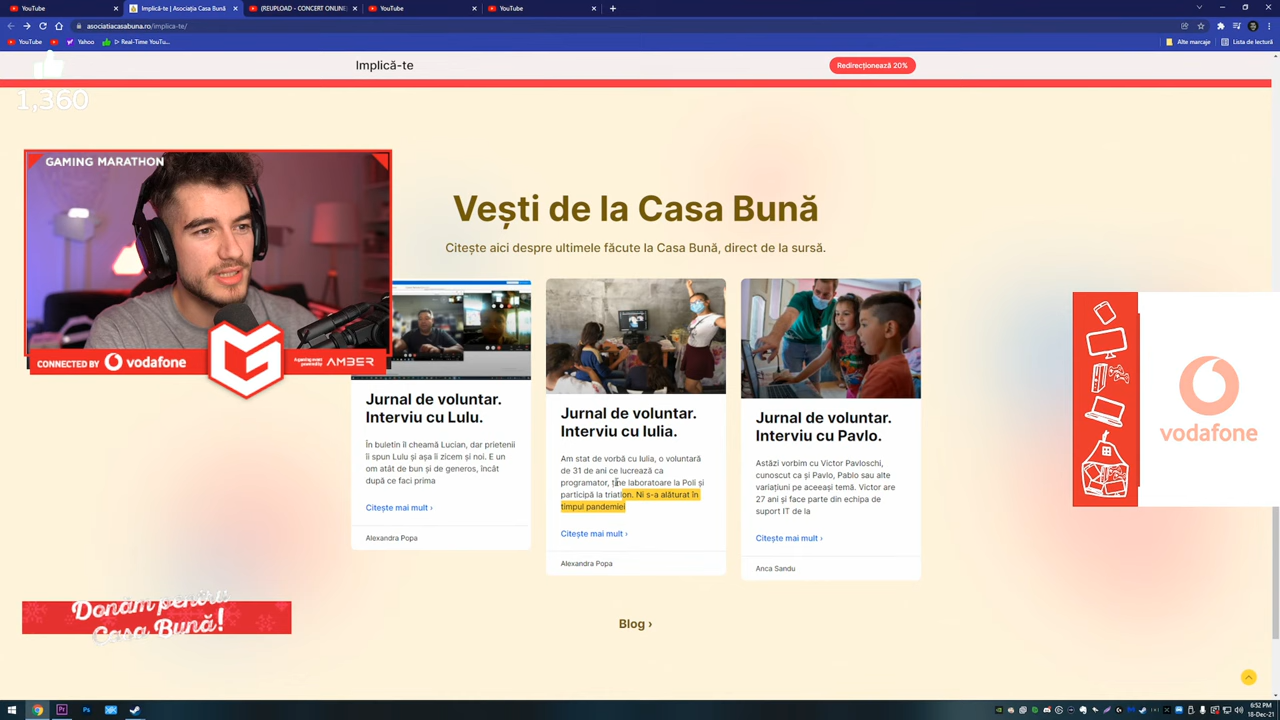 YouTube
Implică-te | Asociația Casa Bună
(REUPLOAD - CONCERT ONLINE
YouTube
YouTube
asociatiacasabuna.ro/implica-te/
YouTube
Yahoo
Real-Time YouTu...
Alte marcaje
Lista de lectură
Implică-te
Redirecționează 20%
1,360
GAMING MARATHON
CONNECTED BY vodafone
A gaming event powered by AMBER
Vești de la Casa Bună
Citește aici despre ultimele făcute la Casa Bună, direct de la sursă.
Jurnal de voluntar.
Interviu cu Lulu.
În buletin îl cheamă Lucian, dar prietenii
îi spun Lulu și așa îi zicem și noi. E un
om atât de bun și de generos, încât
după ce faci prima
Citește mai mult ›
Alexandra Popa
Jurnal de voluntar.
Interviu cu Iulia.
Am stat de vorbă cu Iulia, o voluntară
de 31 de ani ce lucrează ca
programator, ține laboratoare la Poli și
participă la triatlon. Ni s-a alăturat în
timpul pandemiei
Citește mai mult ›
Alexandra Popa
Jurnal de voluntar.
Interviu cu Pavlo.
Astăzi vorbim cu Victor Pavloschi,
cunoscut ca și Pavlo, Pablo sau alte
variațiuni pe aceeași temă. Victor are
27 ani și face parte din echipa de
suport IT de la
Citește mai mult ›
Anca Sandu
Blog ›
vodafone
Donăm pentru
Casa Bună!
6:52 PM
18-Dec-21